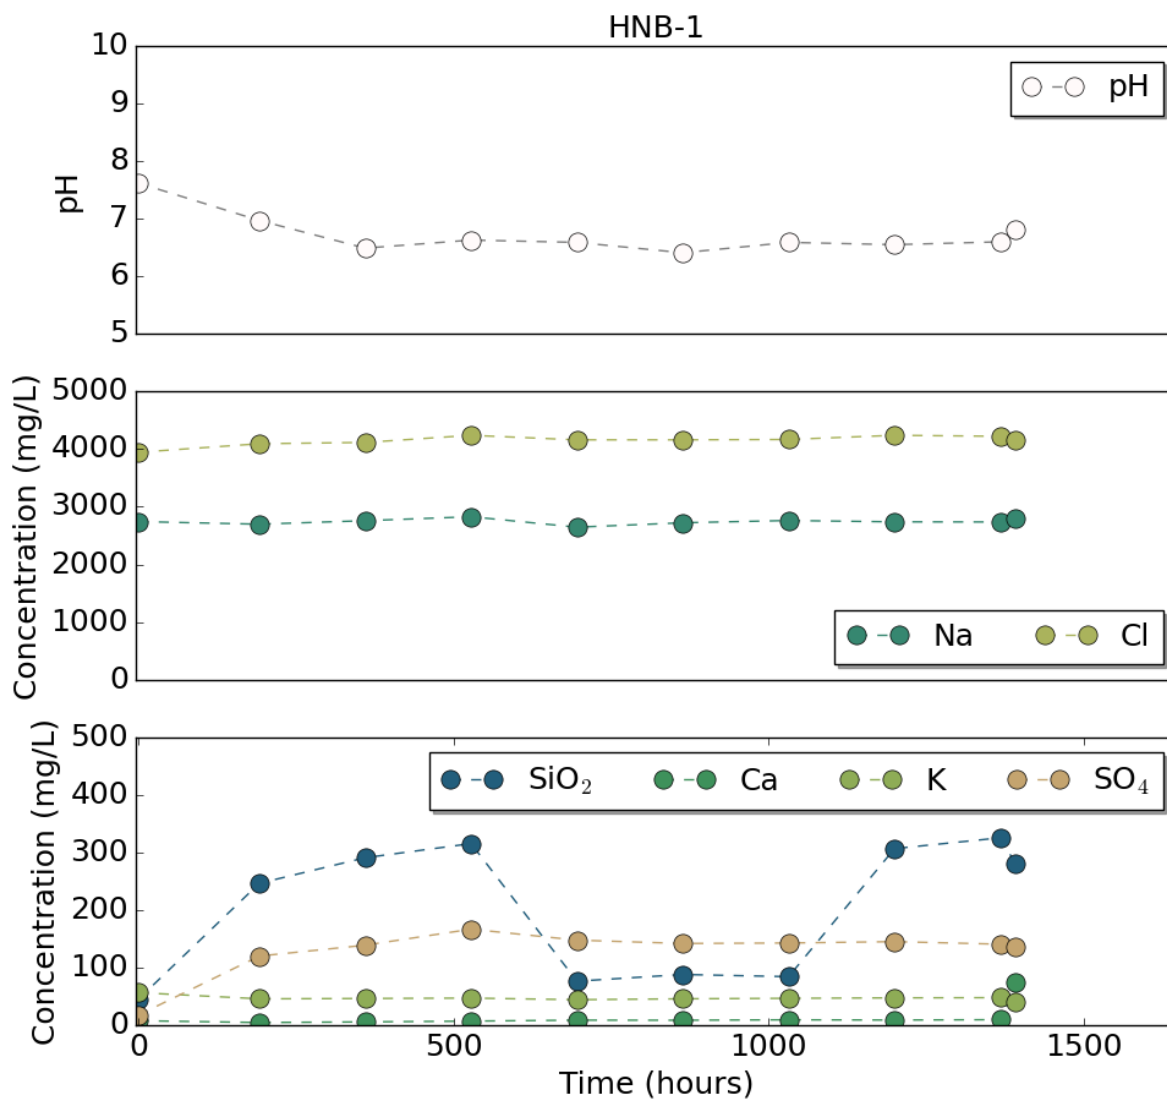 HNB-1
10
9
8
7
6
5
pH
pH
5000
4000
3000
2000
1000
0
Concentration (mg/L)
Na Cl
500
400
300
200
100
0
Concentration (mg/L)
SiO₂ Ca K SO₄
0 500 1000 1500
Time (hours)